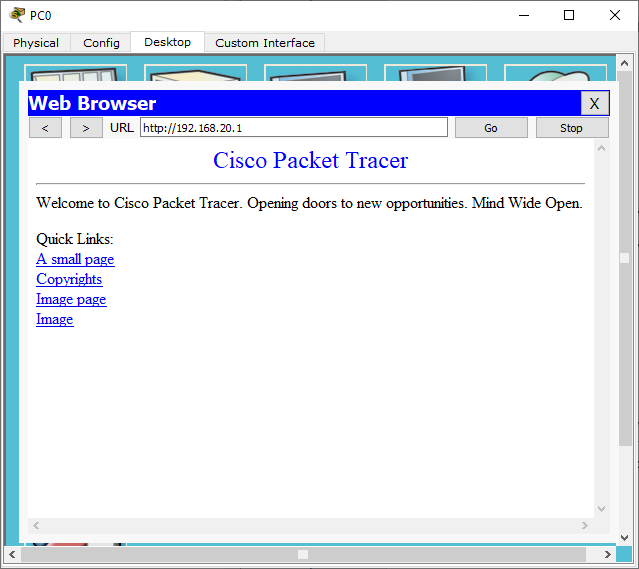 PC0
Physical Config Desktop Custom Interface
Web Browser X
< > URL http://192.168.20.1 Go Stop
Cisco Packet Tracer
Welcome to Cisco Packet Tracer. Opening doors to new opportunities. Mind Wide Open.
Quick Links:
A small page
Copyrights
Image page
Image